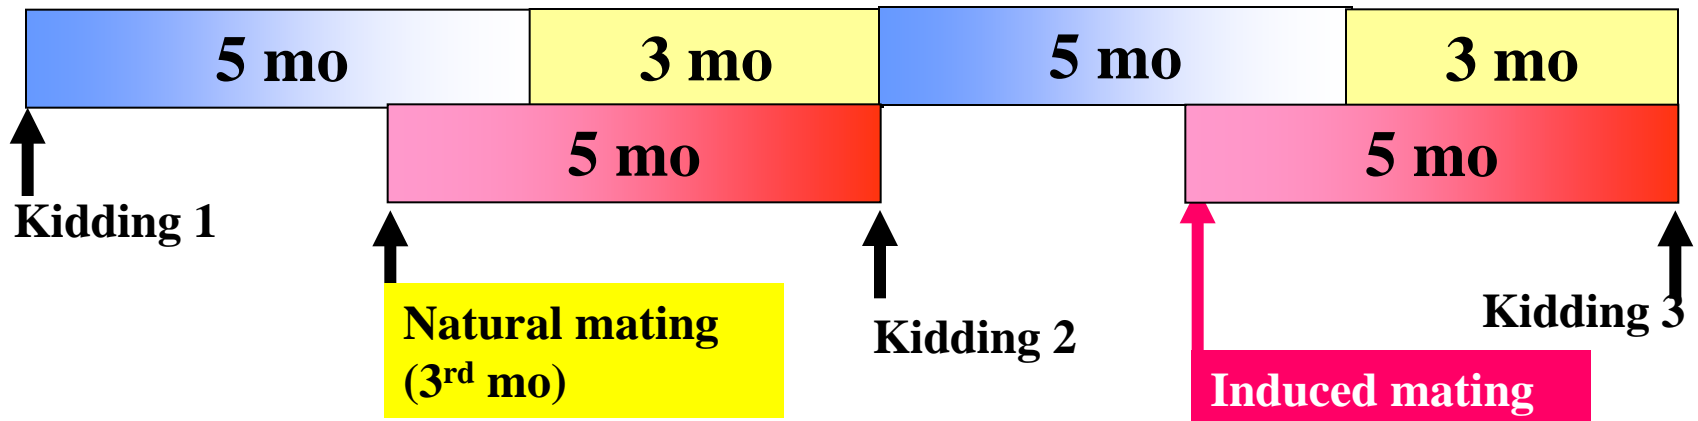 5 mo
3 mo
5 mo
3 mo
5 mo
5 mo
Kidding 1
Natural mating
(3rd mo)
Kidding 2
Kidding 3
Induced mating